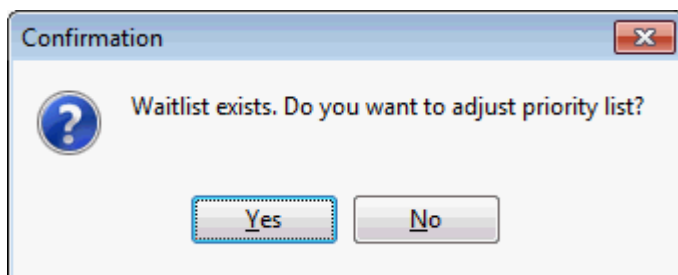 Confirmation
Waitlist exists. Do you want to adjust priority list?
Yes
No